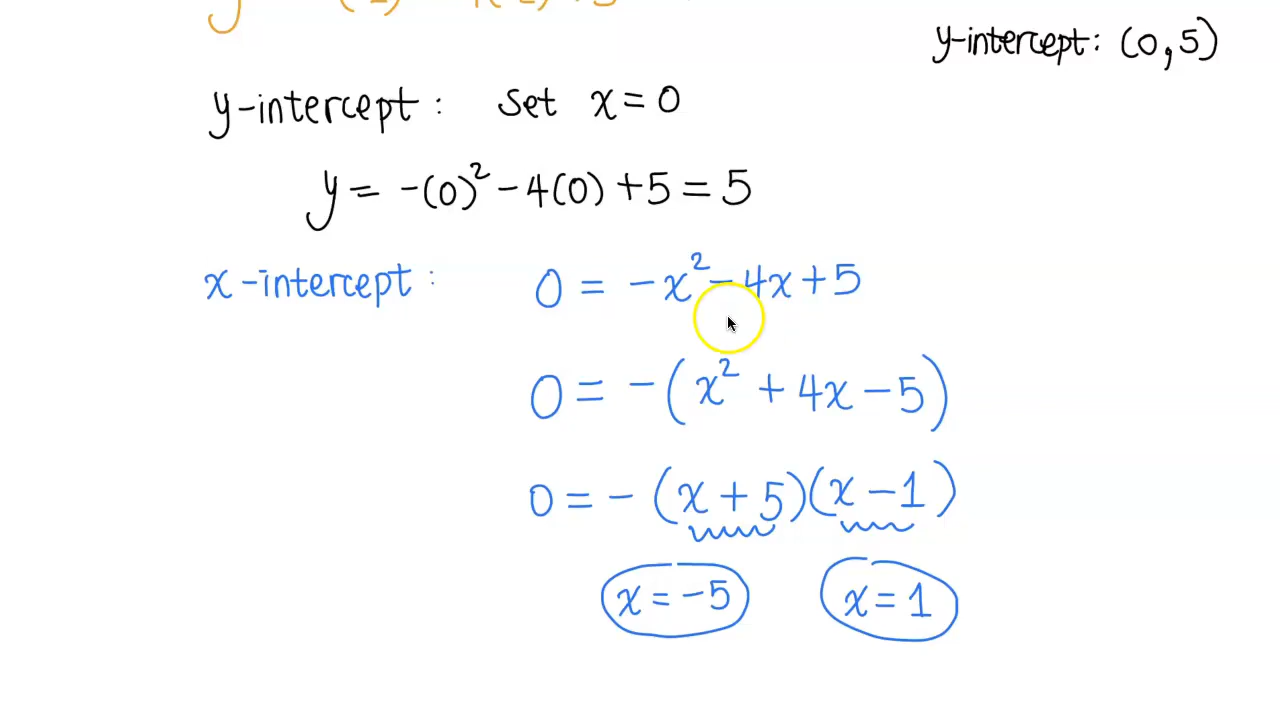 y-intercept: (0,5)
y-intercept: Set x=0
y = -(0)² - 4(0) + 5 = 5
x-intercept: 0 = -x² - 4x + 5
0 = -(x² + 4x - 5)
0 = -(x + 5)(x - 1)
x = -5 x = 1